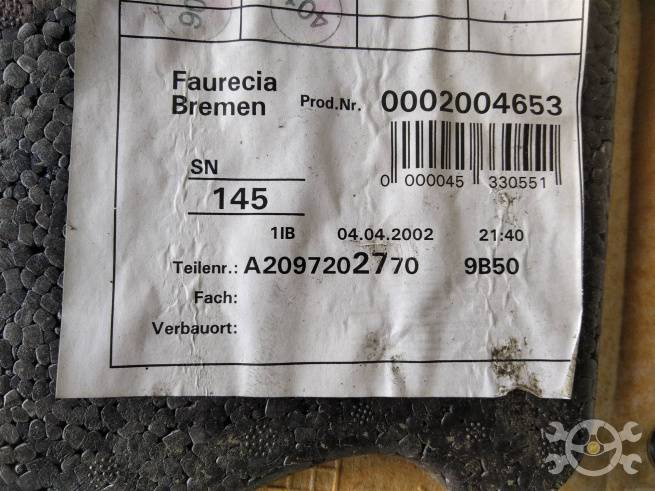 40
Faurecia
Bremen Prod.Nr. 0002004653
0 000045 330551
SN
145
1IB 04.04.2002 21:40
Teilenr.: A2097202770 9B50
Fach:
Verbauort: